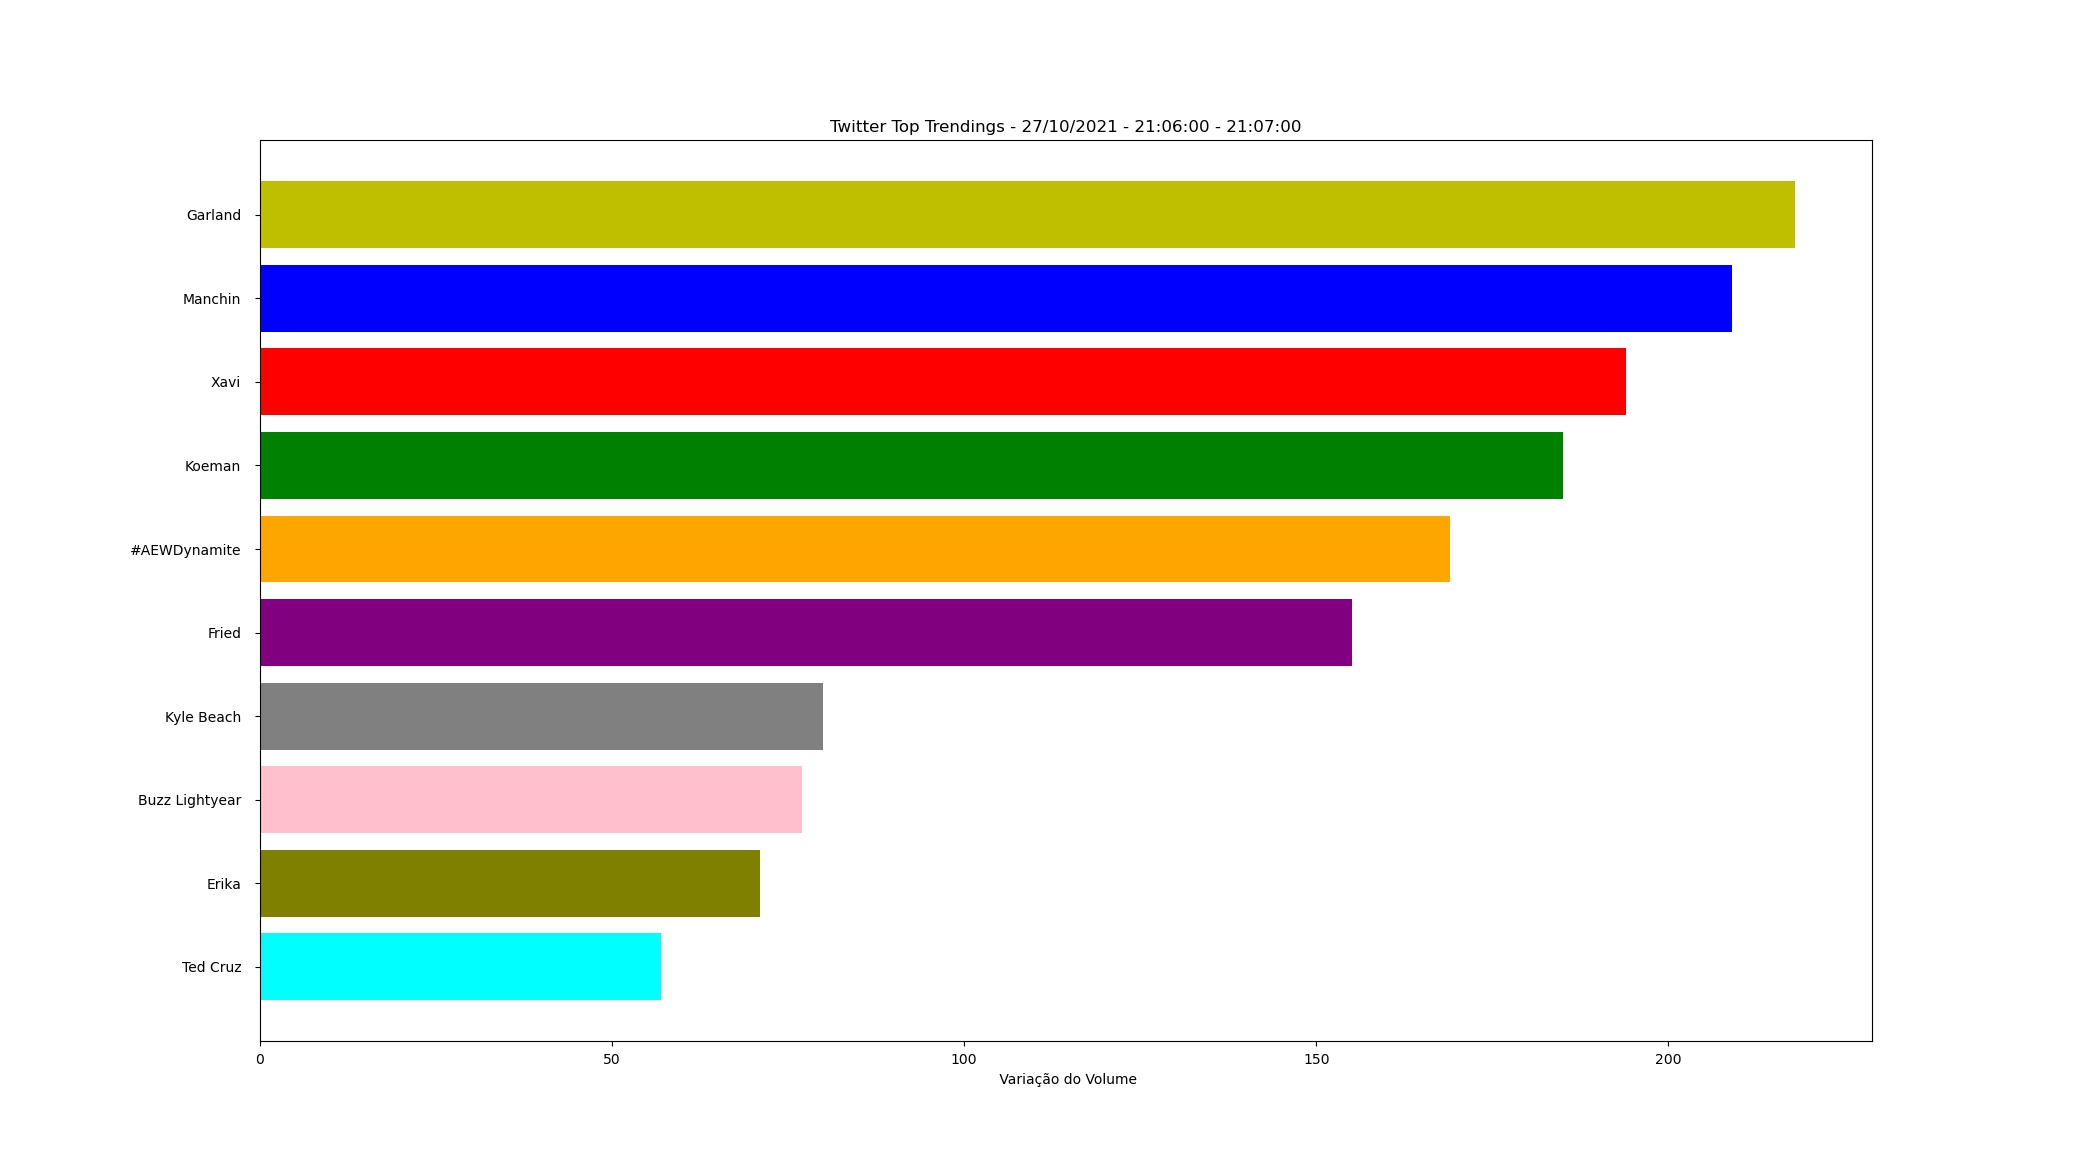 Twitter Top Trendings - 27/10/2021 - 21:06:00 - 21:07:00
Garland
Manchin
Xavi
Koeman
#AEWDynamite
Fried
Kyle Beach
Buzz Lightyear
Erika
Ted Cruz
0 50 100 150 200
Variação do Volume